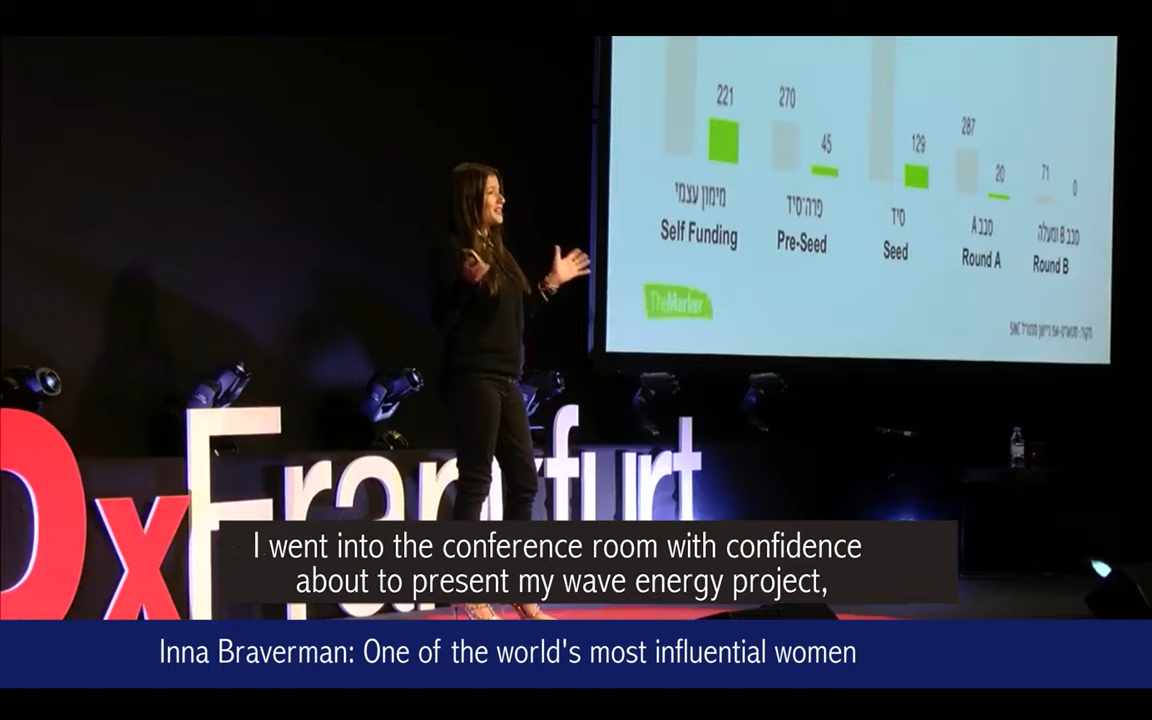 221
270
45
129
287
20
71
0
מימון עצמי
Self Funding
פרה־סיד
Pre-Seed
סיד
Seed
סבב A
Round A
סבב B ומעלה
Round B
TheMarker
DxFrankfurt
I went into the conference room with confidence
about to present my wave energy project,
Inna Braverman: One of the world's most influential women